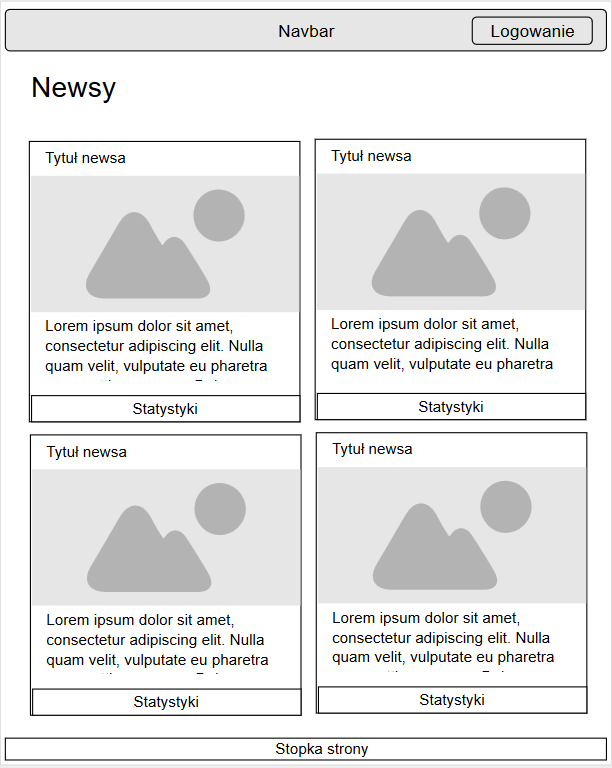 Navbar
Logowanie
Newsy
Tytuł newsa
Lorem ipsum dolor sit amet,
consectetur adipiscing elit. Nulla
quam velit, vulputate eu pharetra
Statystyki
Tytuł newsa
Lorem ipsum dolor sit amet,
consectetur adipiscing elit. Nulla
quam velit, vulputate eu pharetra
Statystyki
Tytuł newsa
Lorem ipsum dolor sit amet,
consectetur adipiscing elit. Nulla
quam velit, vulputate eu pharetra
Statystyki
Tytuł newsa
Lorem ipsum dolor sit amet,
consectetur adipiscing elit. Nulla
quam velit, vulputate eu pharetra
Statystyki
Stopka strony